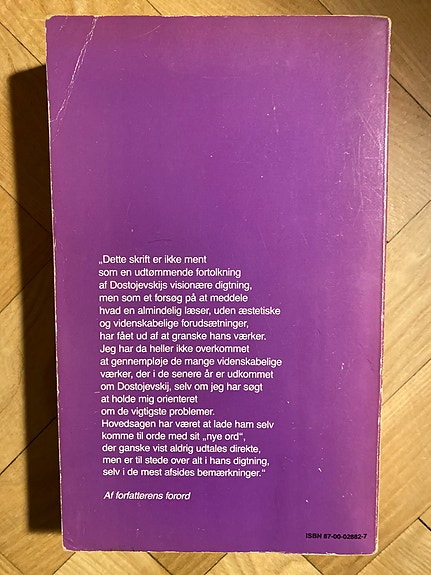 „Dette skrift er ikke ment
som en udtømmende fortolkning
af Dostojevskijs visionære digtning,
men som et forsøg på at meddele
hvad en almindelig læser, uden æstetiske
og videnskabelige forudsætninger,
har fået ud af at granske hans værker.
Jeg har da heller ikke overkommet
at gennempløje de mange videnskabelige
værker, der i de senere år er udkommet
om Dostojevskij, selv om jeg har søgt
at holde mig orienteret
om de vigtigste problemer.
Hovedsagen har været at lade ham selv
komme til orde med sit „nye ord”,
der ganske vist aldrig udtales direkte,
men er til stede over alt i hans digtning,
selv i de mest afsides bemærkninger.”
Af forfatterens forord
ISBN 87-00-02882-7